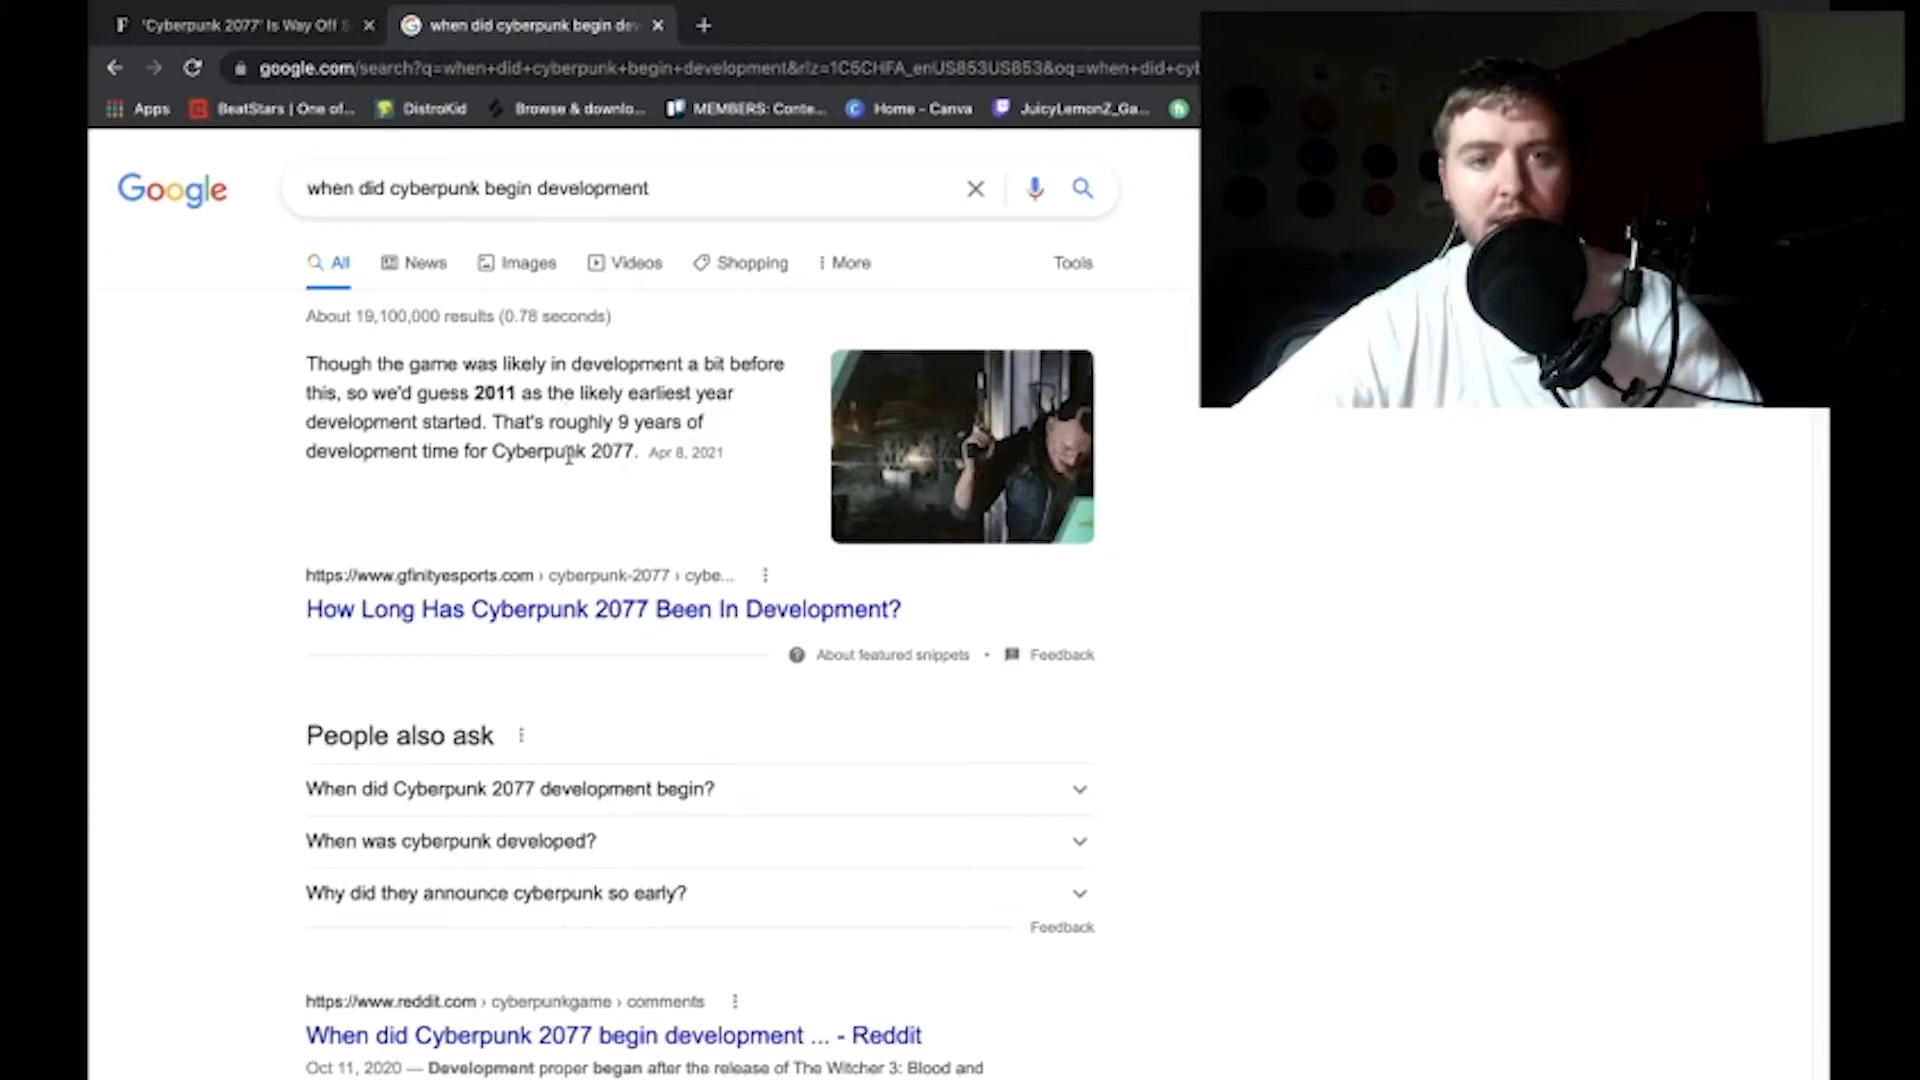 'Cyberpunk 2077' Is Way Off S
when did cyberpunk begin dev
google.com/search?q=when+did+cyberpunk+begin+development&rlz=1C5CHFA_enUS853US853&oq=when+did+cyb
Apps
BeatStars | One of...
DistroKid
Browse & downlo...
MEMBERS: Conte...
Home - Canva
JuicyLemonZ_Ga...
Google
when did cyberpunk begin development
All
News
Images
Videos
Shopping
More
Tools
About 19,100,000 results (0.78 seconds)
Though the game was likely in development a bit before
this, so we'd guess 2011 as the likely earliest year
development started. That's roughly 9 years of
development time for Cyberpunk 2077. Apr 8, 2021
https://www.gfinityesports.com › cyberpunk-2077 › cybe...
How Long Has Cyberpunk 2077 Been In Development?
About featured snippets • Feedback
People also ask
When did Cyberpunk 2077 development begin?
When was cyberpunk developed?
Why did they announce cyberpunk so early?
Feedback
https://www.reddit.com › cyberpunkgame › comments
When did Cyberpunk 2077 begin development ... - Reddit
Oct 11, 2020 — Development proper began after the release of The Witcher 3: Blood and